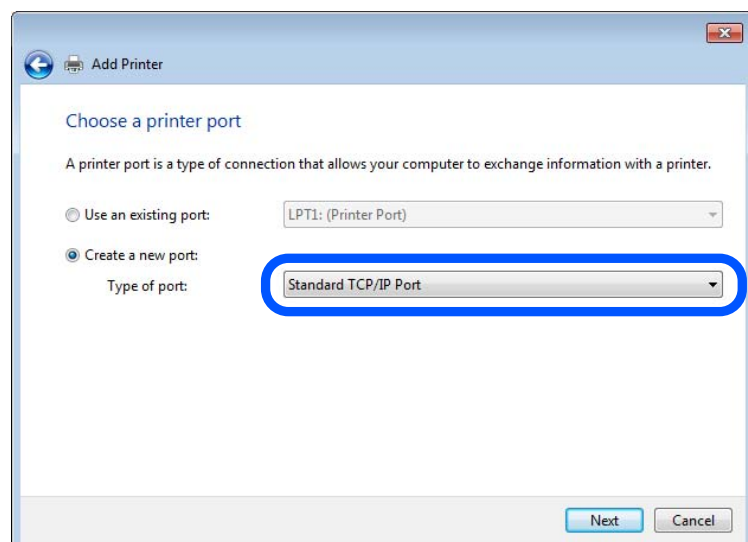 Add Printer
Choose a printer port
A printer port is a type of connection that allows your computer to exchange information with a printer.
Use an existing port: LPT1: (Printer Port)
Create a new port:
Type of port: Standard TCP/IP Port
Next Cancel